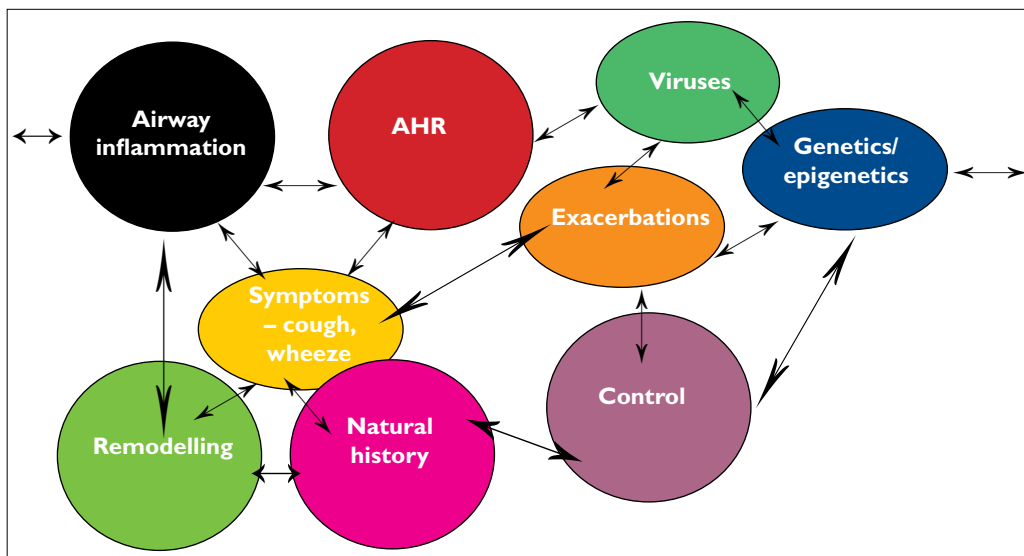 Airway
inflammation
AHR
Viruses
Genetics/
epigenetics
Exacerbations
Symptoms
– cough,
wheeze
Control
Remodelling
Natural
history